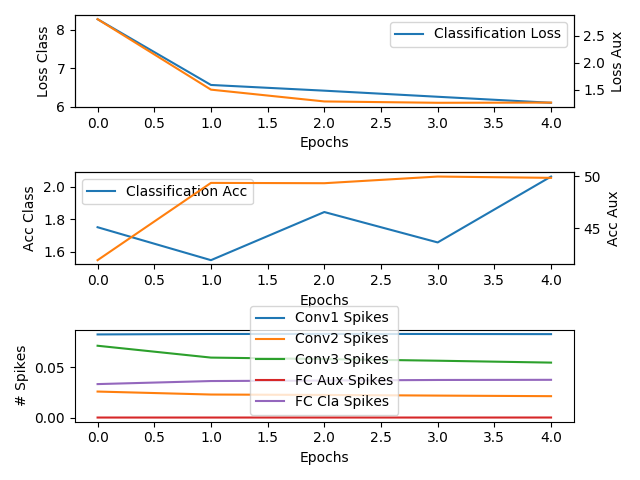 8
7
6
Loss Class
Classification Loss
2.5
2.0
1.5
Loss Aux
0.0 0.5 1.0 1.5 2.0 2.5 3.0 3.5 4.0
Epochs
2.0
1.8
1.6
Acc Class
Classification Acc
50
45
Acc Aux
0.0 0.5 1.0 1.5 2.0 2.5 3.0 3.5 4.0
Epochs
0.05
0.00
# Spikes
Conv1 Spikes
Conv2 Spikes
Conv3 Spikes
FC Aux Spikes
FC Cla Spikes
0.0 0.5 1.0 1.5 2.0 2.5 3.0 3.5 4.0
Epochs